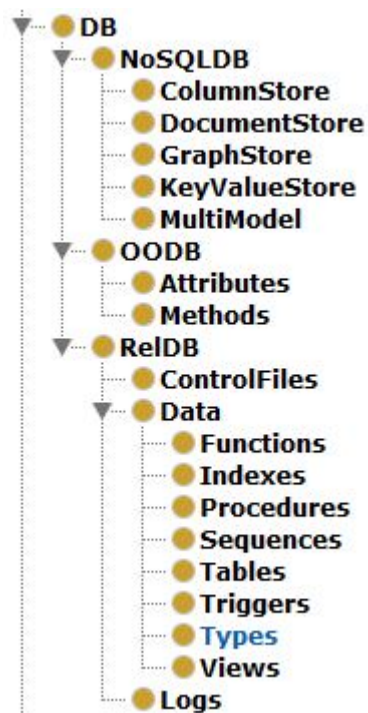 DB
NoSQLDB
ColumnStore
DocumentStore
GraphStore
KeyValueStore
MultiModel
OODB
Attributes
Methods
RelDB
ControlFiles
Data
Functions
Indexes
Procedures
Sequences
Tables
Triggers
Types
Views
Logs